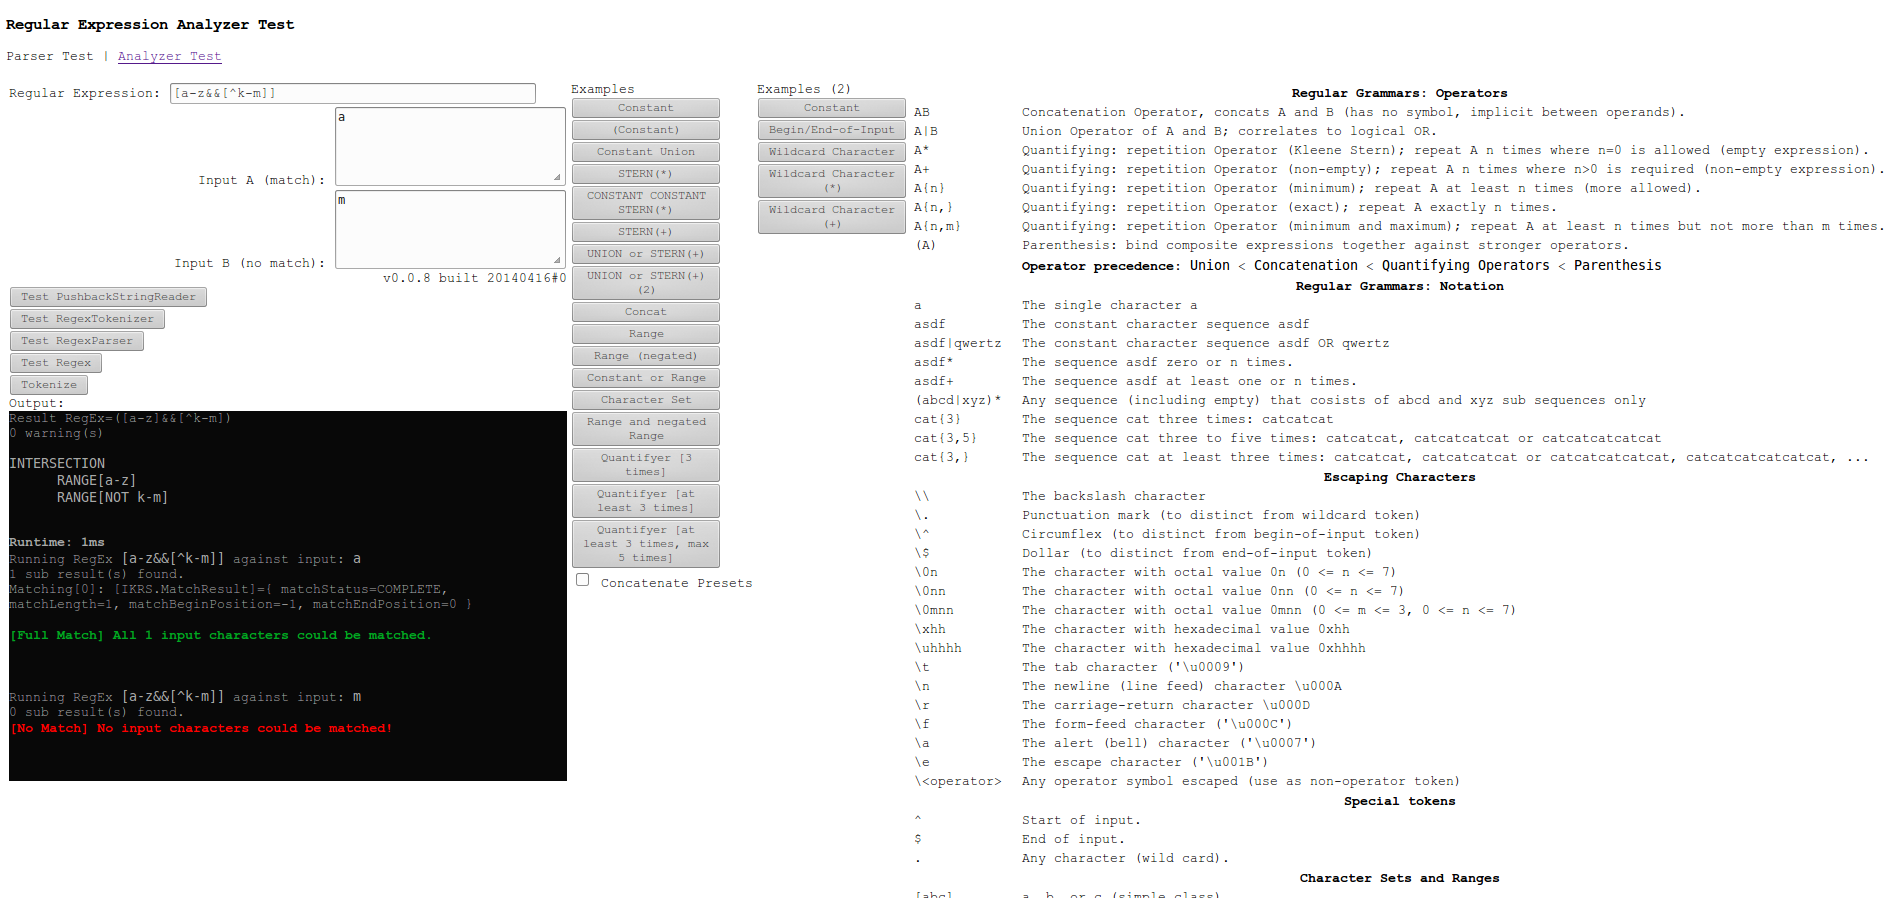 Regular Expression Analyzer Test
Parser Test | Analyzer Test
Regular Expression: [a-z&&[^k-m]]
a
Input A (match):
m
Input B (no match):
v0.0.8 built 20140416#0
Test PushbackStringReader
Test RegexTokenizer
Test RegexParser
Test Regex
Tokenize
Output:
Result RegEx=([a-z]&&[^k-m])
0 warning(s)
INTERSECTION
RANGE[a-z]
RANGE[NOT k-m]
Runtime: 1ms
Running RegEx [a-z&&[^k-m]] against input: a
1 sub result(s) found.
Matching[0]: [IKRS.MatchResult]={ matchStatus=COMPLETE,
matchLength=1, matchBeginPosition=-1, matchEndPosition=0 }
[Full Match] All 1 input characters could be matched.
Running RegEx [a-z&&[^k-m]] against input: m
0 sub result(s) found.
[No Match] No input characters could be matched!
Examples
Constant
(Constant)
Constant Union
STERN(*)
CONSTANT CONSTANT
STERN(*)
STERN(+)
UNION or STERN(+)
UNION or STERN(+)
(2)
Concat
Range
Range (negated)
Constant or Range
Character Set
Range and negated
Range
Quantifyer [3
times]
Quantifyer [at
least 3 times]
Quantifyer [at
least 3 times, max
5 times]
Concatenate Presets
Examples (2)
Constant
Begin/End-of-Input
Wildcard Character
Wildcard Character
(*)
Wildcard Character
(+)
Regular Grammars: Operators
AB Concatenation Operator, concats A and B (has no symbol, implicit between operands).
A|B Union Operator of A and B; correlates to logical OR.
A* Quantifying: repetition Operator (Kleene Stern); repeat A n times where n=0 is allowed (empty expression).
A+ Quantifying: repetition Operator (non-empty); repeat A n times where n>0 is required (non-empty expression).
A{n} Quantifying: repetition Operator (minimum); repeat A at least n times (more allowed).
A{n,} Quantifying: repetition Operator (exact); repeat A exactly n times.
A{n,m} Quantifying: repetition Operator (minimum and maximum); repeat A at least n times but not more than m times.
(A) Parenthesis: bind composite expressions together against stronger operators.
Operator precedence: Union < Concatenation < Quantifying Operators < Parenthesis
Regular Grammars: Notation
a The single character a
asdf The constant character sequence asdf
asdf|qwertz The constant character sequence asdf OR qwertz
asdf* The sequence asdf zero or n times.
asdf+ The sequence asdf at least one or n times.
(abcd|xyz)* Any sequence (including empty) that cosists of abcd and xyz sub sequences only
cat{3} The sequence cat three times: catcatcat
cat{3,5} The sequence cat three to five times: catcatcat, catcatcatcat or catcatcatcatcat
cat{3,} The sequence cat at least three times: catcatcat, catcatcatcat or catcatcatcatcat, catcatcatcatcatcat, ...
Escaping Characters
\\ The backslash character
\. Punctuation mark (to distinct from wildcard token)
\^ Circumflex (to distinct from begin-of-input token)
\$ Dollar (to distinct from end-of-input token)
\0n The character with octal value 0n (0 <= n <= 7)
\0nn The character with octal value 0nn (0 <= n <= 7)
\0mnn The character with octal value 0mnn (0 <= m <= 3, 0 <= n <= 7)
\xhh The character with hexadecimal value 0xhh
\uhhhh The character with hexadecimal value 0xhhhh
\t The tab character ('\u0009')
\n The newline (line feed) character \u000A
\r The carriage-return character \u000D
\f The form-feed character ('\u000C')
\a The alert (bell) character ('\u0007')
\e The escape character ('\u001B')
\<operator> Any operator symbol escaped (use as non-operator token)
Special tokens
^ Start of input.
$ End of input.
. Any character (wild card).
Character Sets and Ranges
[abc] a, b, or c (simple class)